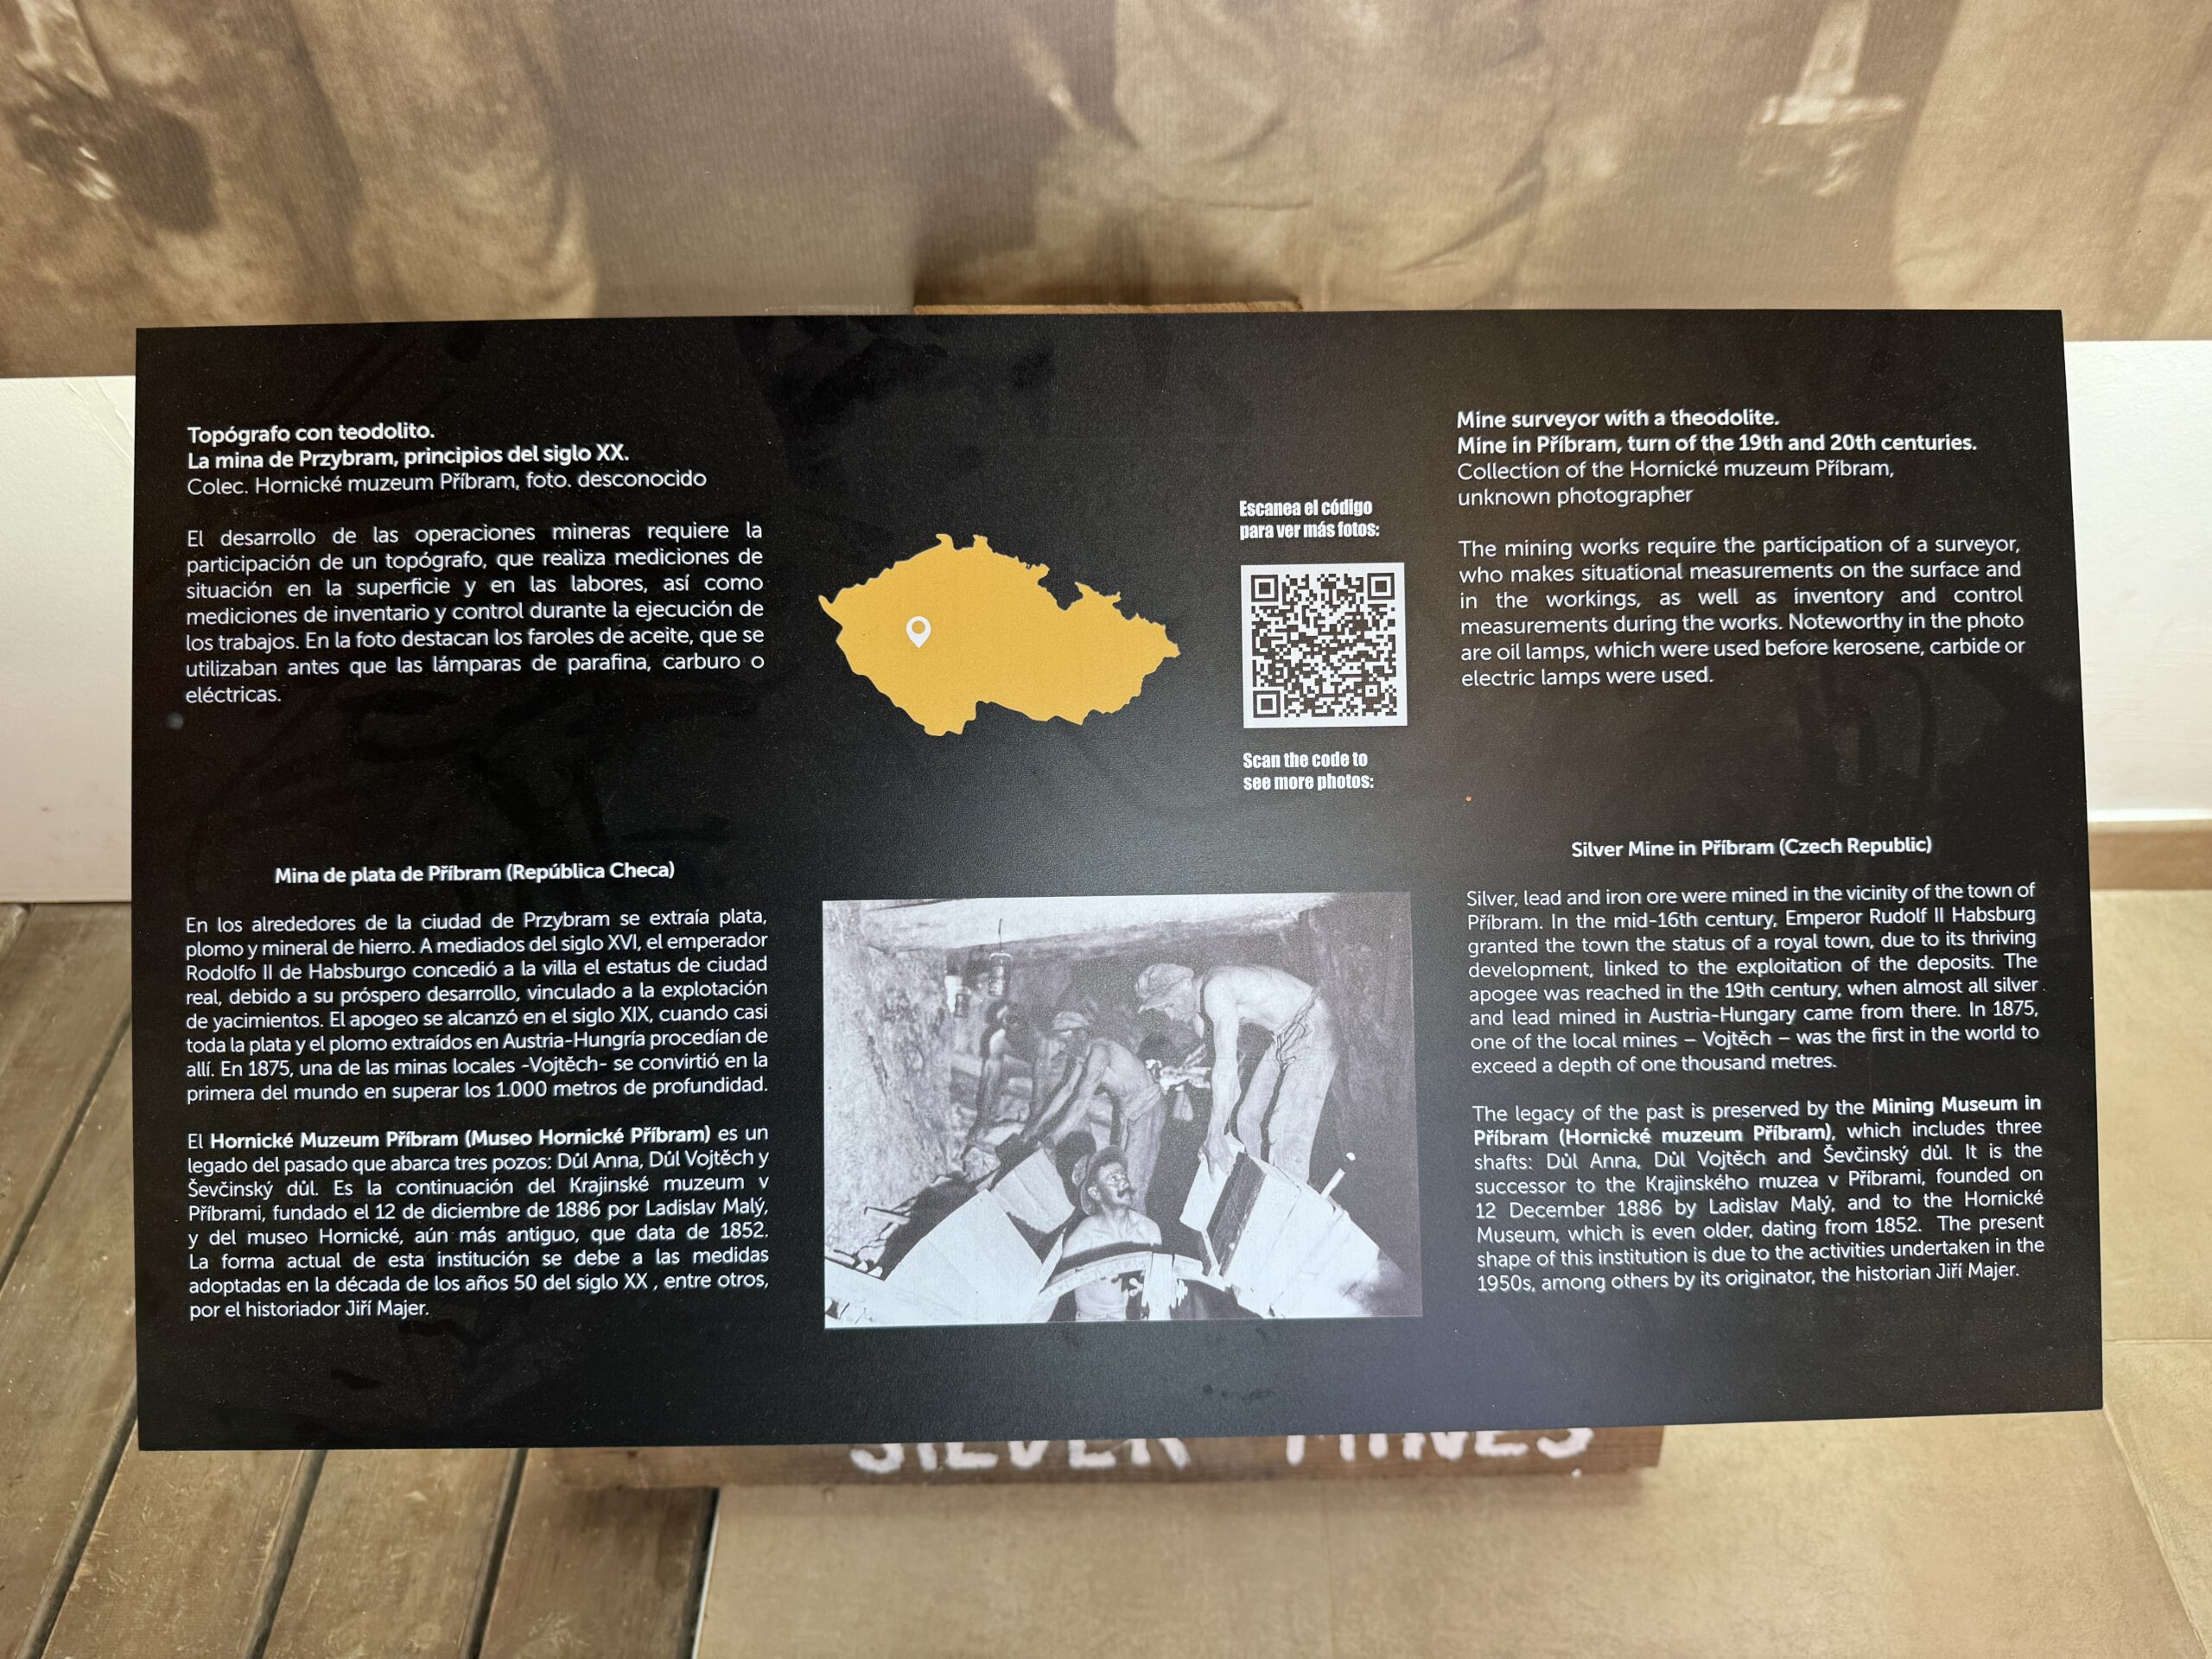 Topógrafo con teodolito.
La mina de Przybram, principios del siglo XX.
Colec. Hornické muzeum Príbram, foto. desconocido
El desarrollo de las operaciones mineras requiere la
participación de un topógrafo, que realiza mediciones de
situación en la superficie y en las labores, así como
mediciones de inventario y control durante la ejecución de
los trabajos. En la foto destacan los faroles de aceite, que se
utilizaban antes que las lámparas de parafina, carburo o
eléctricas.
Mina de plata de Příbram (República Checa)
En los alrededores de la ciudad de Przybram se extraía plata,
plomo y mineral de hierro. A mediados del siglo XVI, el emperador
Rodolfo II de Habsburgo concedió a la villa el estatus de ciudad
real, debido a su próspero desarrollo, vinculado a la explotación
de yacimientos. El apogeo se alcanzó en el siglo XIX, cuando casi
toda la plata y el plomo extraídos en Austria-Hungría procedían de
allí. En 1875, una de las minas locales -Vojtěch- se convirtió en la
primera del mundo en superar los 1.000 metros de profundidad.
El Hornické Muzeum Příbram (Museo Hornické Příbram) es un
legado del pasado que abarca tres pozos: Důl Anna, Důl Vojtěch y
Ševčinský důl. Es la continuación del Krajinské muzeum v
Příbrami, fundado el 12 de diciembre de 1886 por Ladislav Malý,
y del museo Hornické, aún más antiguo, que data de 1852.
La forma actual de esta institución se debe a las medidas
adoptadas en la década de los años 50 del siglo XX , entre otros,
por el historiador Jiří Majer.
Escanea el código
para ver más fotos:
Scan the code to
see more photos:
Mine surveyor with a theodolite.
Mine in Příbram, turn of the 19th and 20th centuries.
Collection of the Hornické muzeum Příbram,
unknown photographer
The mining works require the participation of a surveyor,
who makes situational measurements on the surface and
in the workings, as well as inventory and control
measurements during the works. Noteworthy in the photo
are oil lamps, which were used before kerosene, carbide or
electric lamps were used.
Silver Mine in Příbram (Czech Republic)
Silver, lead and iron ore were mined in the vicinity of the town of
Příbram. In the mid-16th century, Emperor Rudolf II Habsburg
granted the town the status of a royal town, due to its thriving
development, linked to the exploitation of the deposits. The
apogee was reached in the 19th century, when almost all silver
and lead mined in Austria-Hungary came from there. In 1875,
one of the local mines – Vojtěch – was the first in the world to
exceed a depth of one thousand metres.
The legacy of the past is preserved by the Mining Museum in
Příbram (Hornické muzeum Příbram), which includes three
shafts: Důl Anna, Důl Vojtěch and Ševčinský důl. It is the
successor to the Krajinského muzea v Příbrami, founded on
12 December 1886 by Ladislav Malý, and to the Hornické
Museum, which is even older, dating from 1852. The present
shape of this institution is due to the activities undertaken in the
1950s, among others by its originator, the historian Jiří Majer.
SILVER MINES